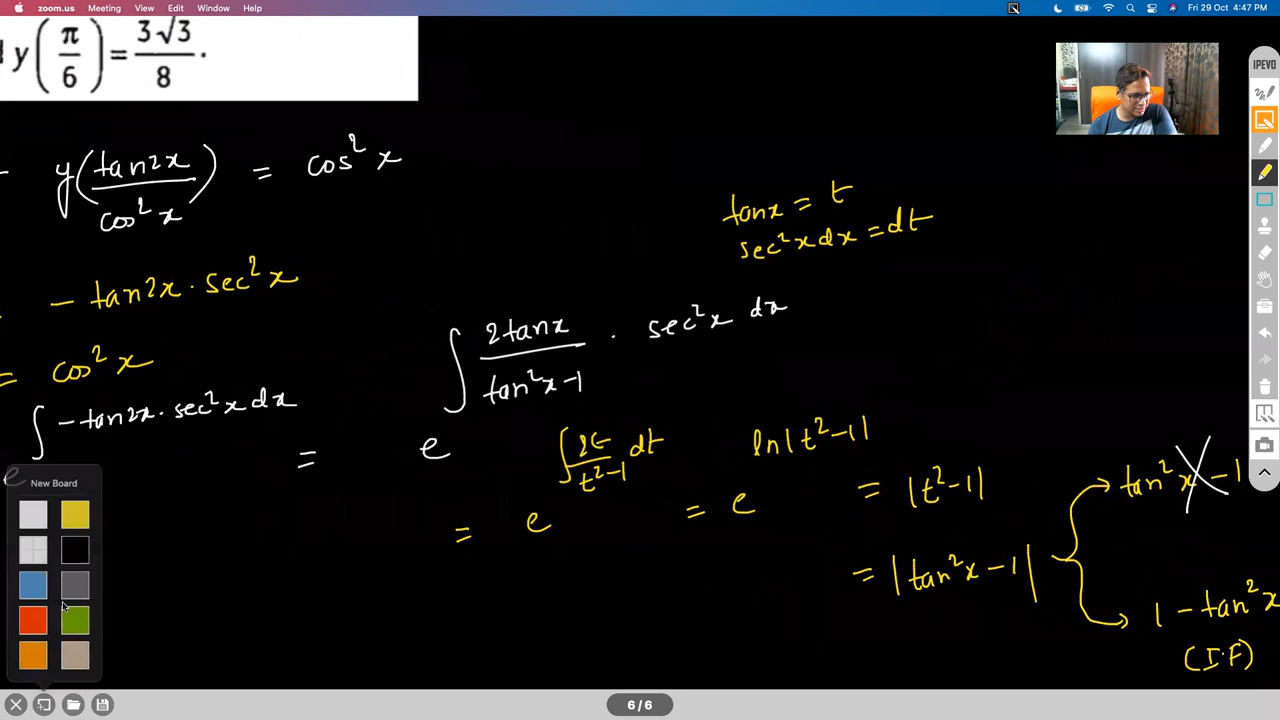 zoom.us Meeting View Edit Window Help
Fri 29 Oct 4:47 PM
y(π/6) = 3√3/8.
IPEVO
y(tan2x/cos²x) = cos²x
tanx = t
sec²x dx = dt
- tan2x · sec²x
∫ 2tanx/tan²x-1 · sec²x dx
= cos²x
∫ -tan2x · sec²x dx
e = e
∫ 2t/t²-1 dt ln|t²-1|
= e = e = |t²-1|
tan²x -1
= |tan²x-1|
1 - tan²x
(I.F)
New Board
6/6